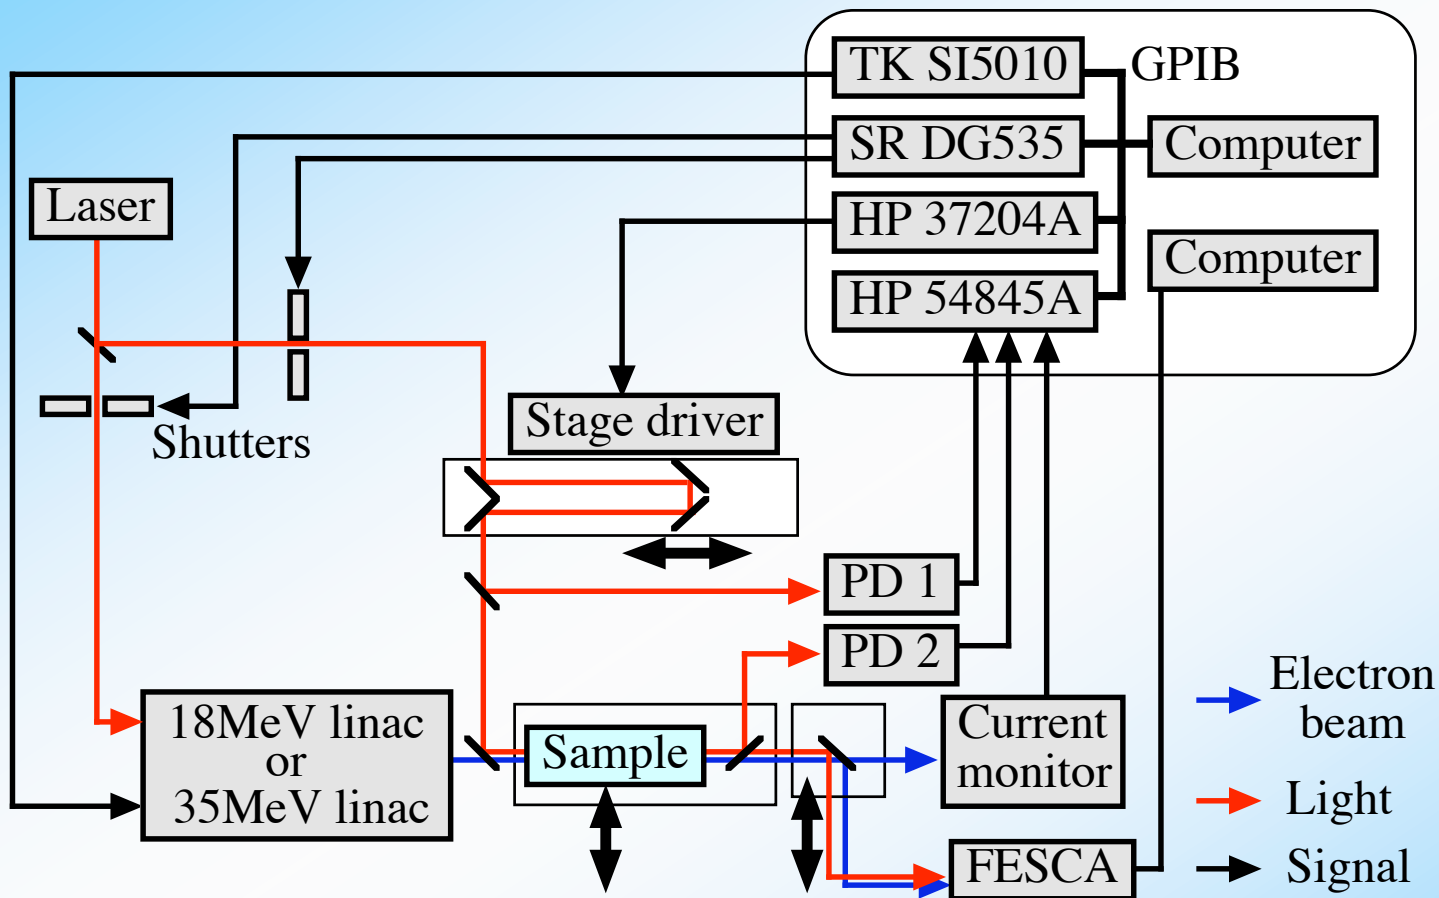 TK SI5010
GPIB
SR DG535
Computer
HP 37204A
Computer
HP 54845A
Laser
Shutters
Stage driver
PD 1
PD 2
18MeV linac
or
35MeV linac
Sample
Current
monitor
FESCA
Electron
beam
Light
Signal